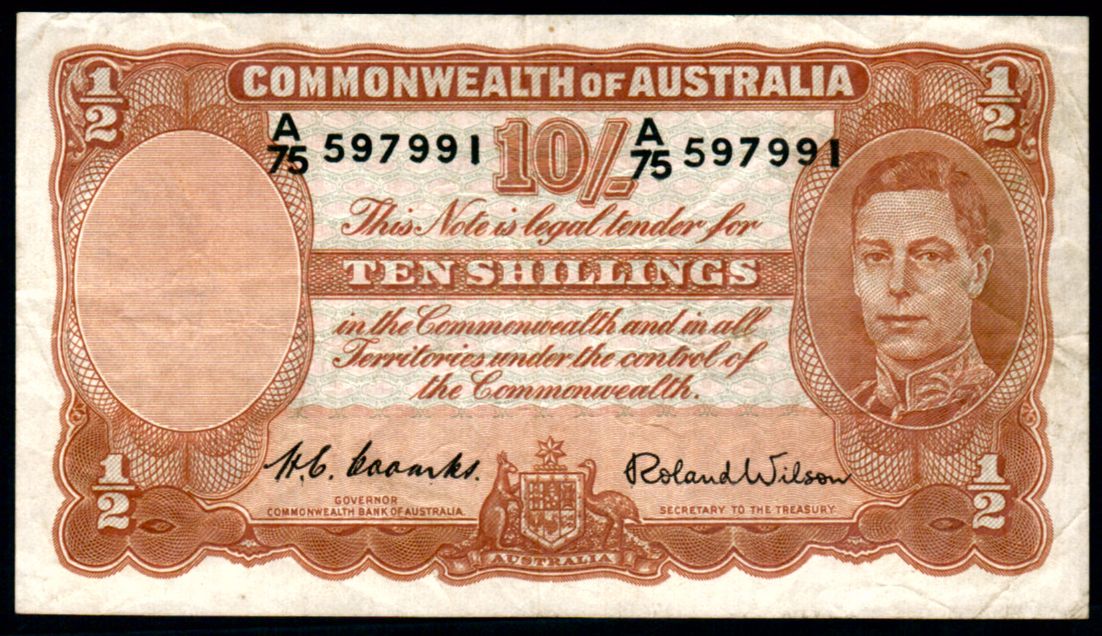 ½ COMMONWEALTH OF AUSTRALIA ½
A/75 597991 10/- A/75 597991
This Note is legal tender for
TEN SHILLINGS
in the Commonwealth and in all
Territories under the control of
the Commonwealth.
½ H.C. Coombs. Roland Wilson ½
GOVERNOR
COMMONWEALTH BANK OF AUSTRALIA.
SECRETARY TO THE TREASURY
AUSTRALIA